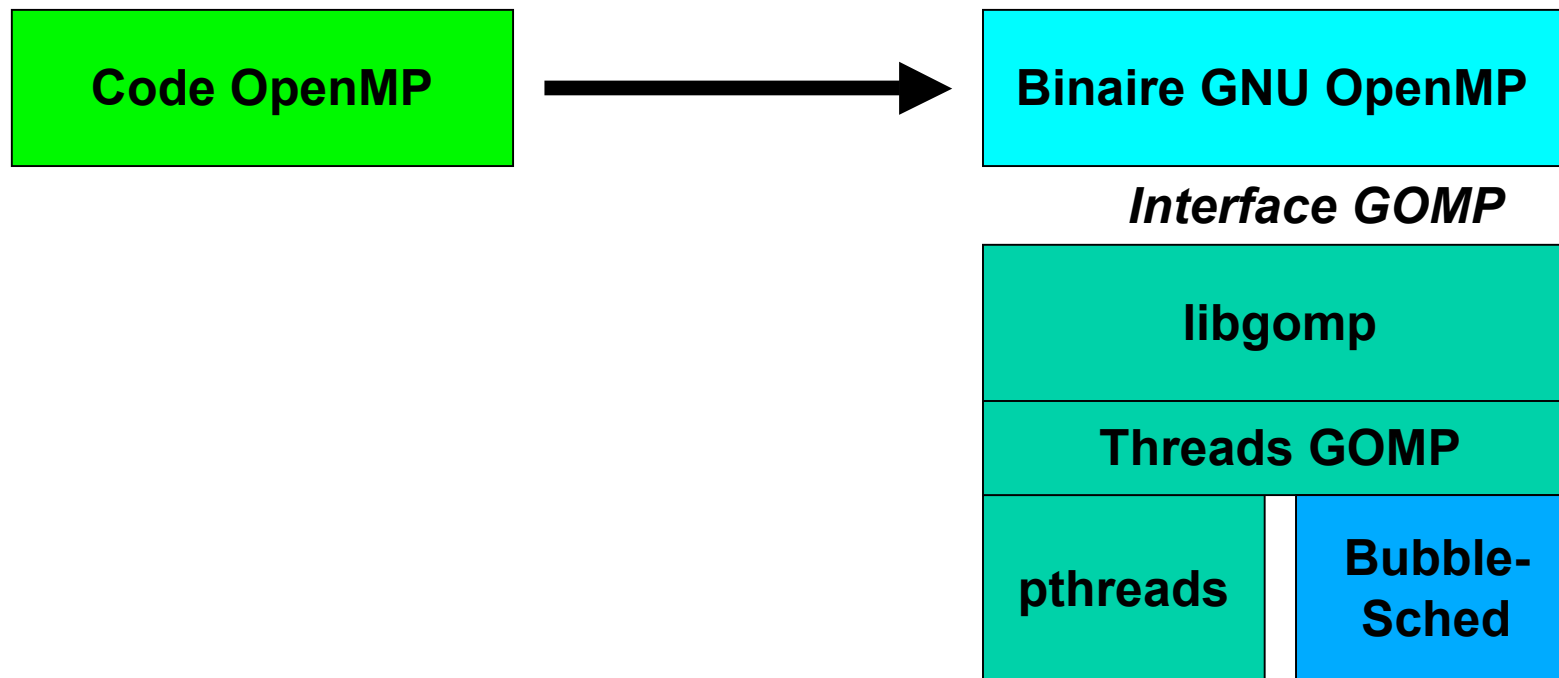 Code OpenMP
Binaire GNU OpenMP
Interface GOMP
libgomp
Threads GOMP
pthreads
Bubble-
Sched